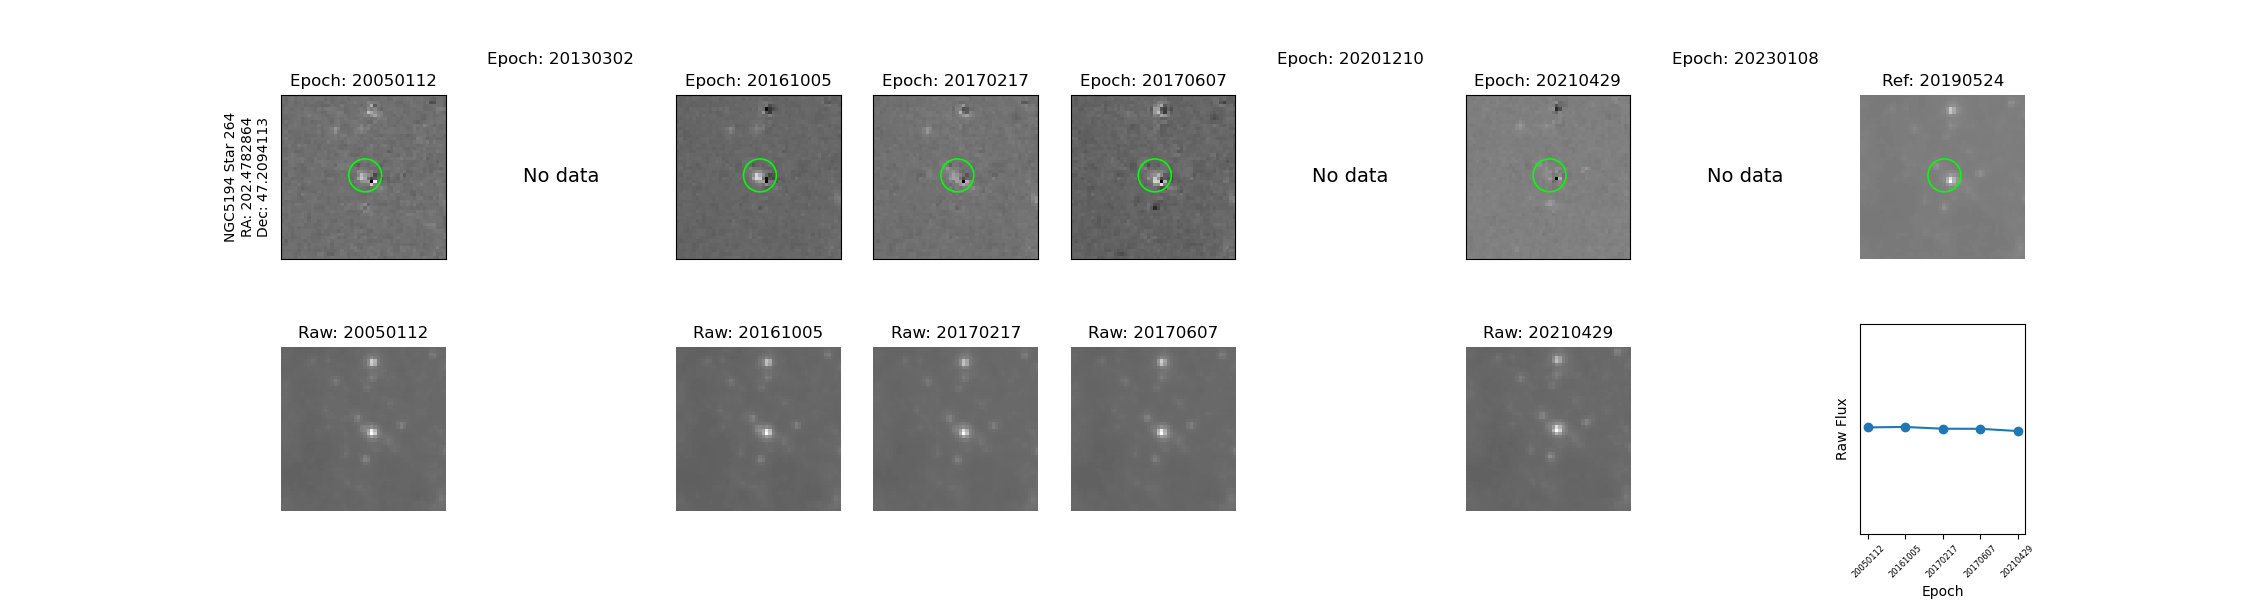 Epoch: 20130302
Epoch: 20201210
Epoch: 20230108
Epoch: 20050112
Epoch: 20161005
Epoch: 20170217
Epoch: 20170607
Epoch: 20210429
Ref: 20190524
NGC5194 Star 264
RA: 202.4782864
Dec: 47.2094113
No data
No data
No data
Raw: 20050112
Raw: 20161005
Raw: 20170217
Raw: 20170607
Raw: 20210429
Raw Flux
20050112
20161005
20170217
20170607
20210429
Epoch